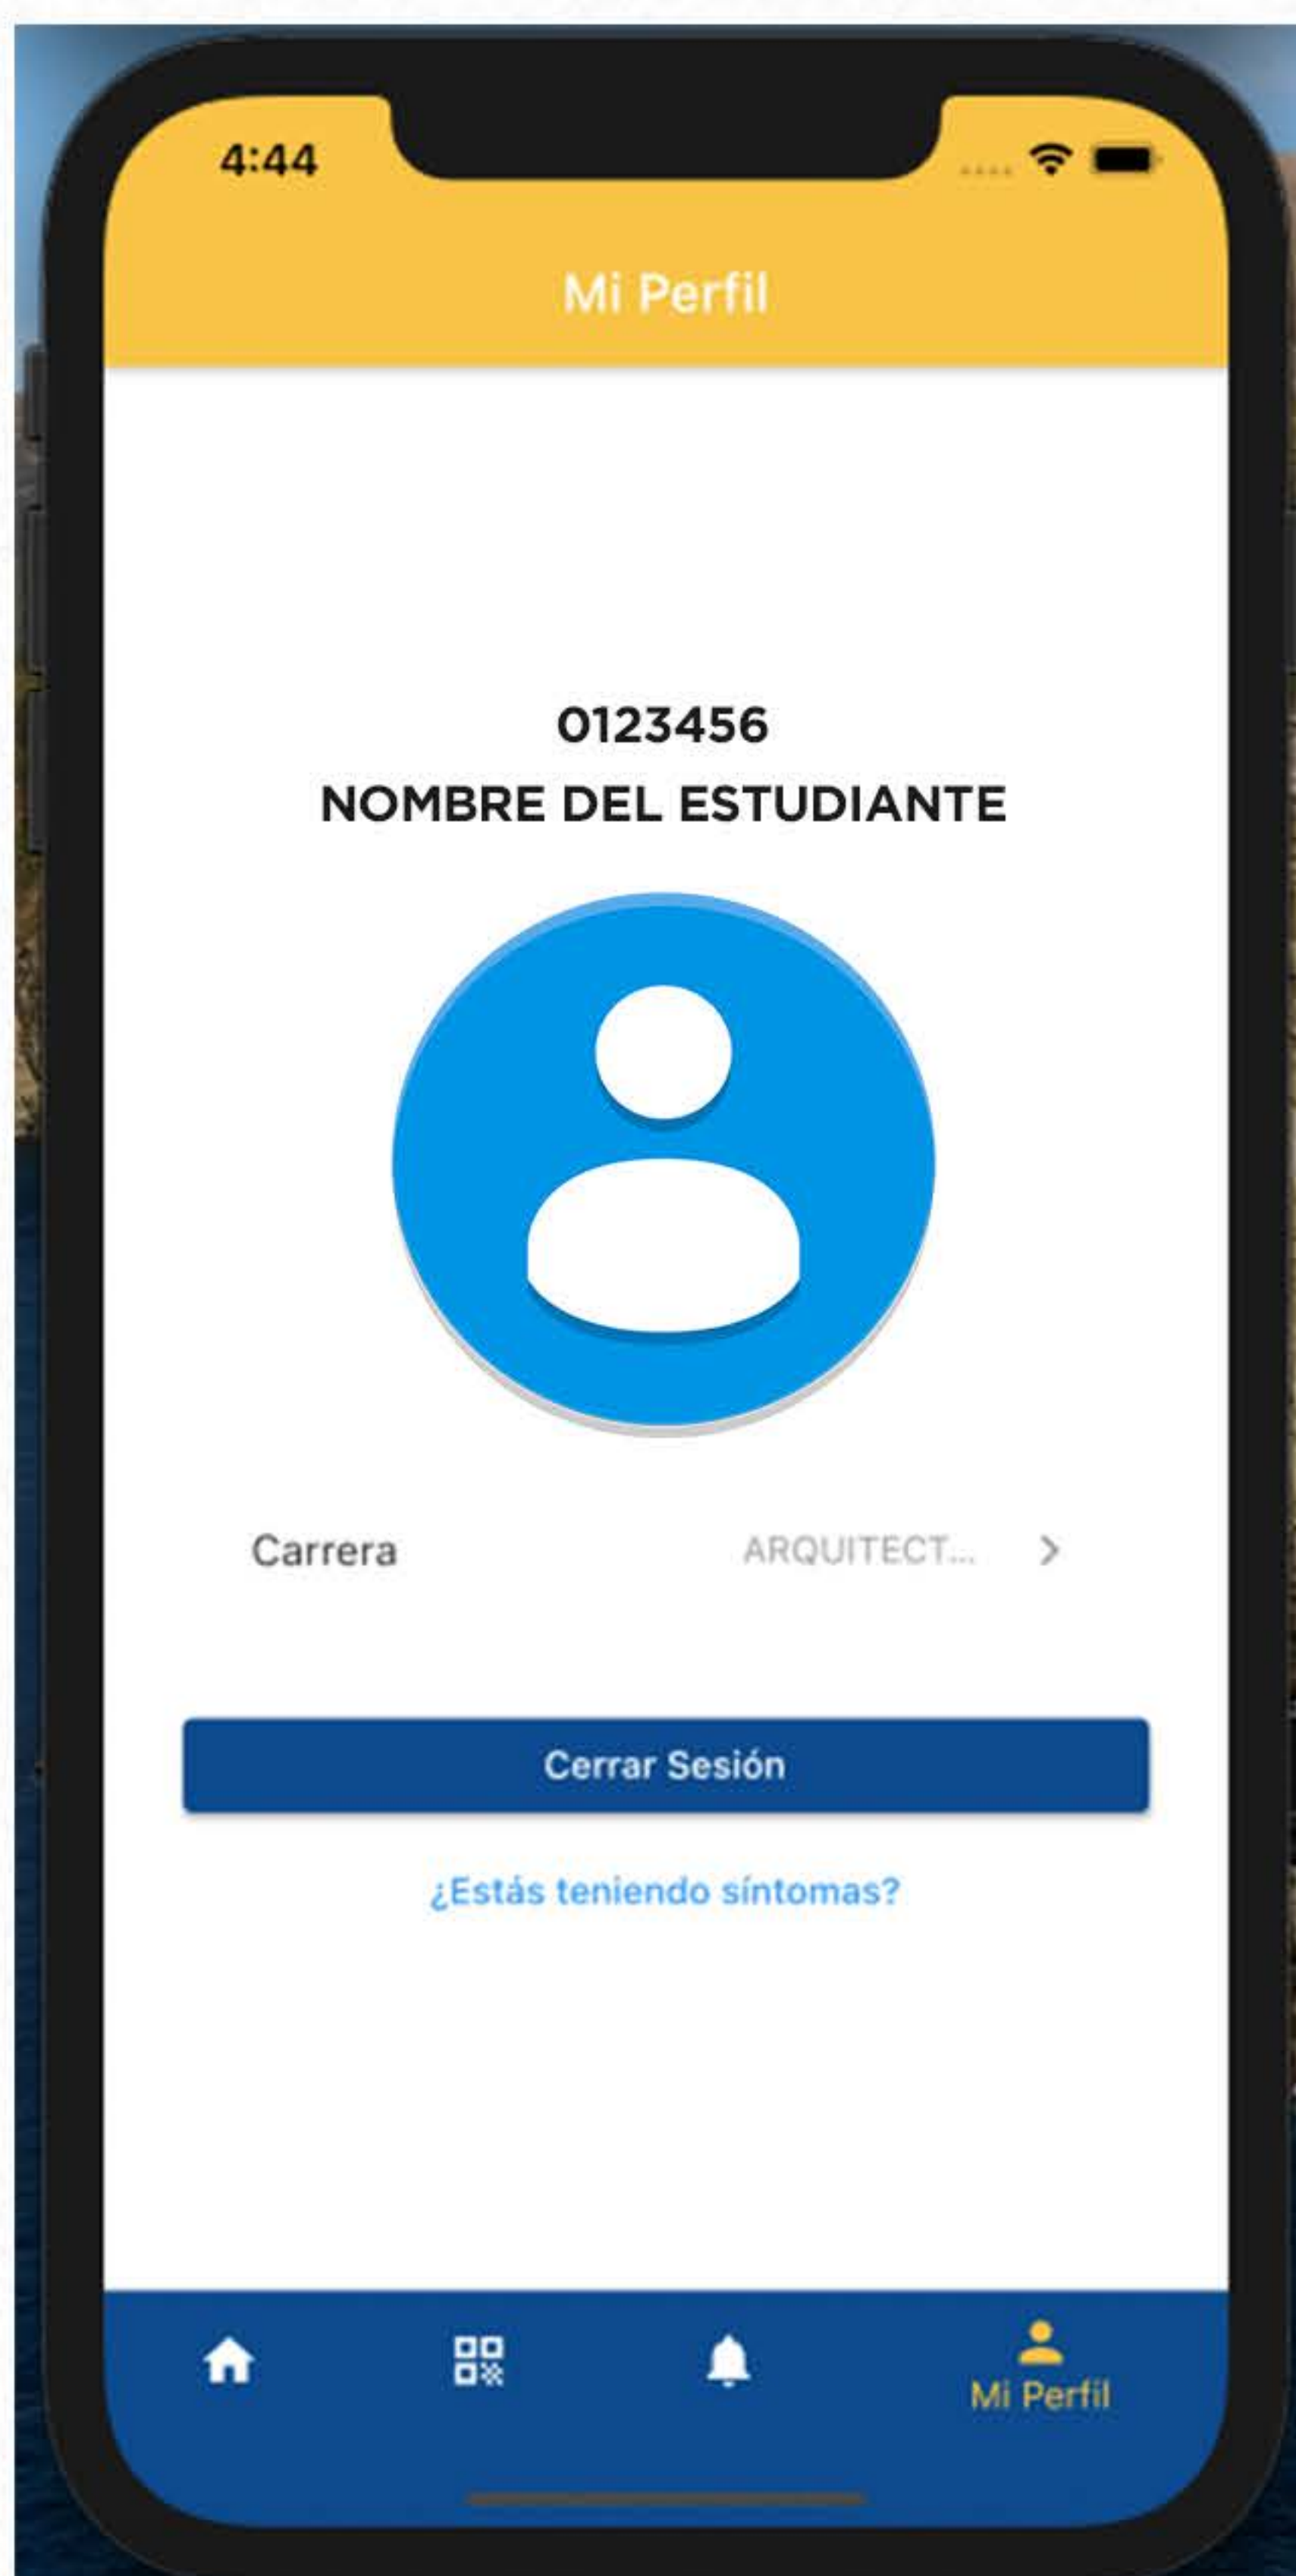 4:44
Mi Perfil
0123456
NOMBRE DEL ESTUDIANTE
Carrera ARQUITECT...
Cerrar Sesión
¿Estás teniendo síntomas?
Mi Perfil